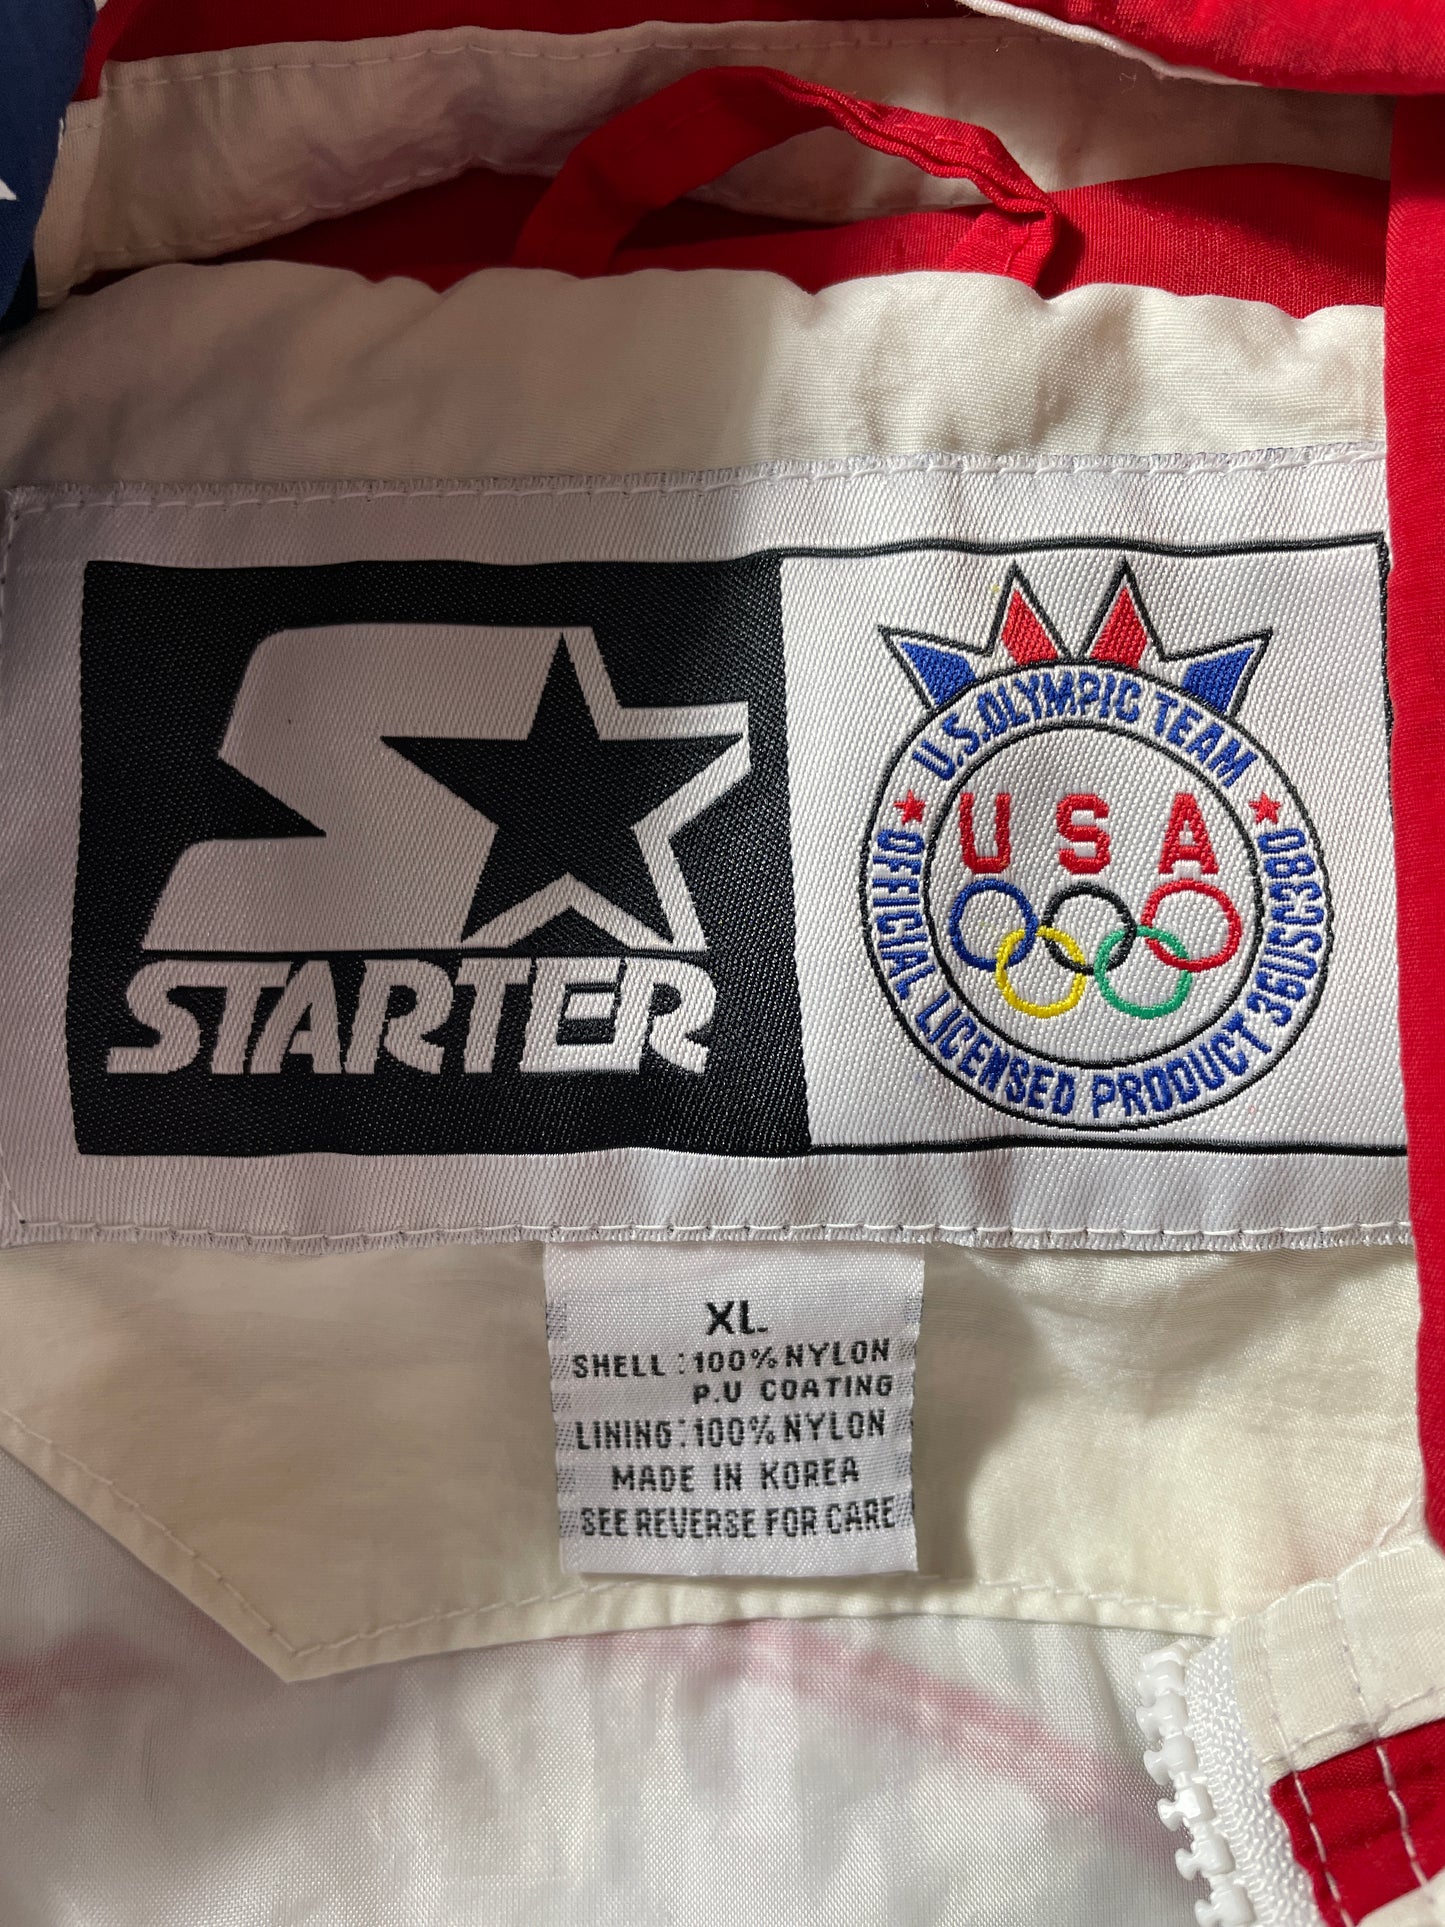 STARTER
U.S. OLYMPIC TEAM
USA
OFFICIAL LICENSED PRODUCT 36USC380
XL.
SHELL : 100% NYLON
P.U COATING
LINING : 100% NYLON
MADE IN KOREA
SEE REVERSE FOR CARE